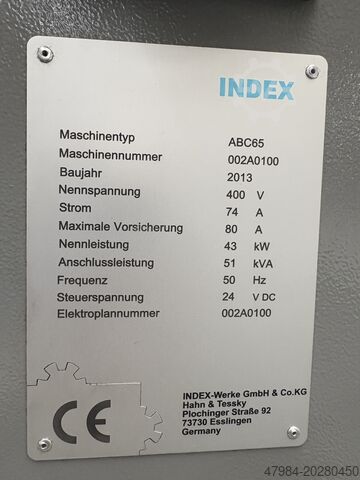 INDEX
Maschinentyp ABC65
Maschinennummer 002A0100
Baujahr 2013
Nennspannung 400 V
Strom 74 A
Maximale Vorsicherung 80 A
Nennleistung 43 kW
Anschlussleistung 51 kVA
Frequenz 50 Hz
Steuerspannung 24 V DC
Elektroplannummer 002A0100
INDEX-Werke GmbH & Co.KG
Hahn & Tessky
Plochinger Straße 92
73730 Esslingen
Germany
CE
47984-20280450